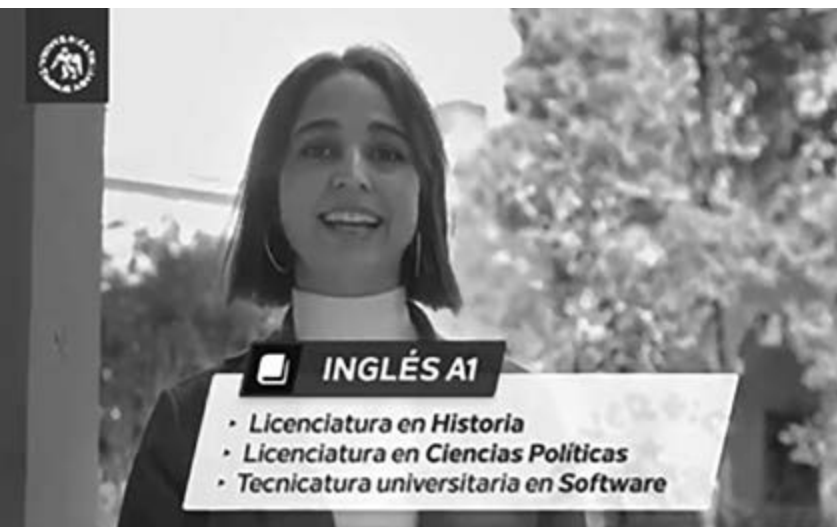 INGLÉS A1
· Licenciatura en Historia
· Licenciatura en Ciencias Políticas
· Tecnicatura universitaria en Software